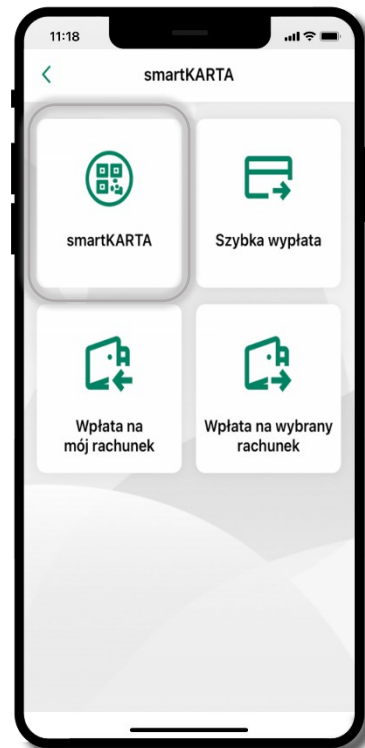 11:18
smartKARTA
smartKARTA
Szybka wypłata
Wpłata na
mój rachunek
Wpłata na wybrany
rachunek